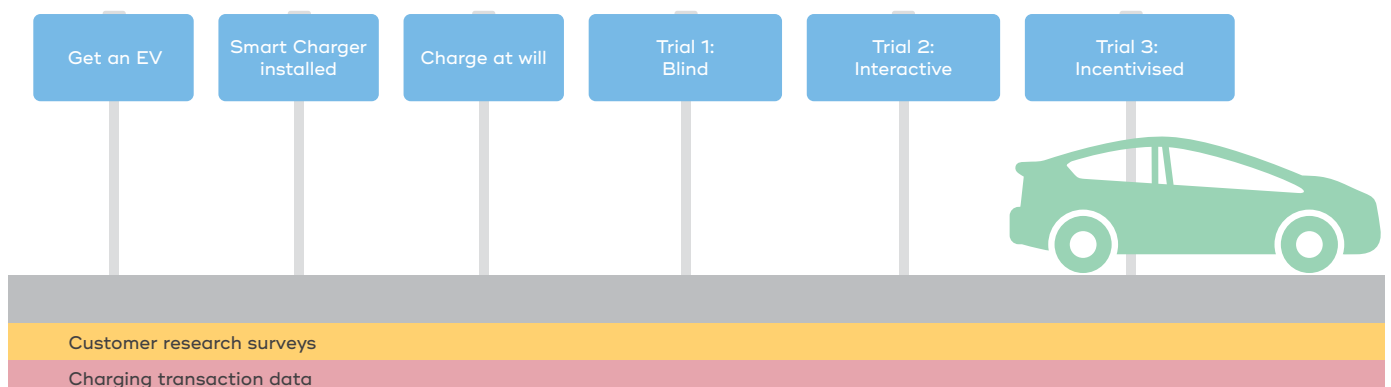 Get an EV
Smart Charger
installed
Charge at will
Trial 1:
Blind
Trial 2:
Interactive
Trial 3:
Incentivised
Customer research surveys
Charging transaction data